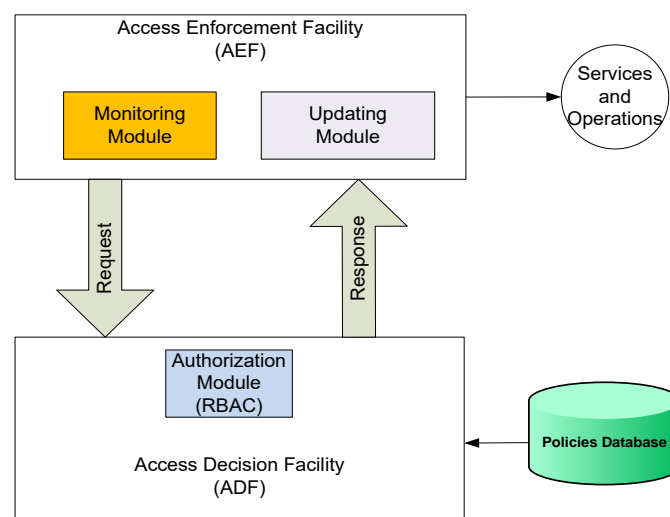 Access Enforcement Facility
(AEF)
Monitoring
Module
Updating
Module
Services
and
Operations
Request
Response
Authorization
Module
(RBAC)
Policies Database
Access Decision Facility
(ADF)